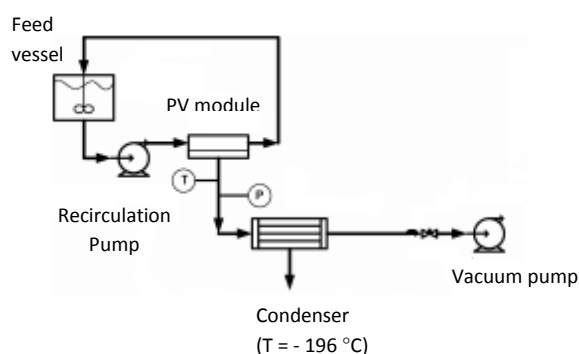 Feed
vessel
PV module
T
P
Recirculation
Pump
Vacuum pump
Condenser
(T = - 196 °C)